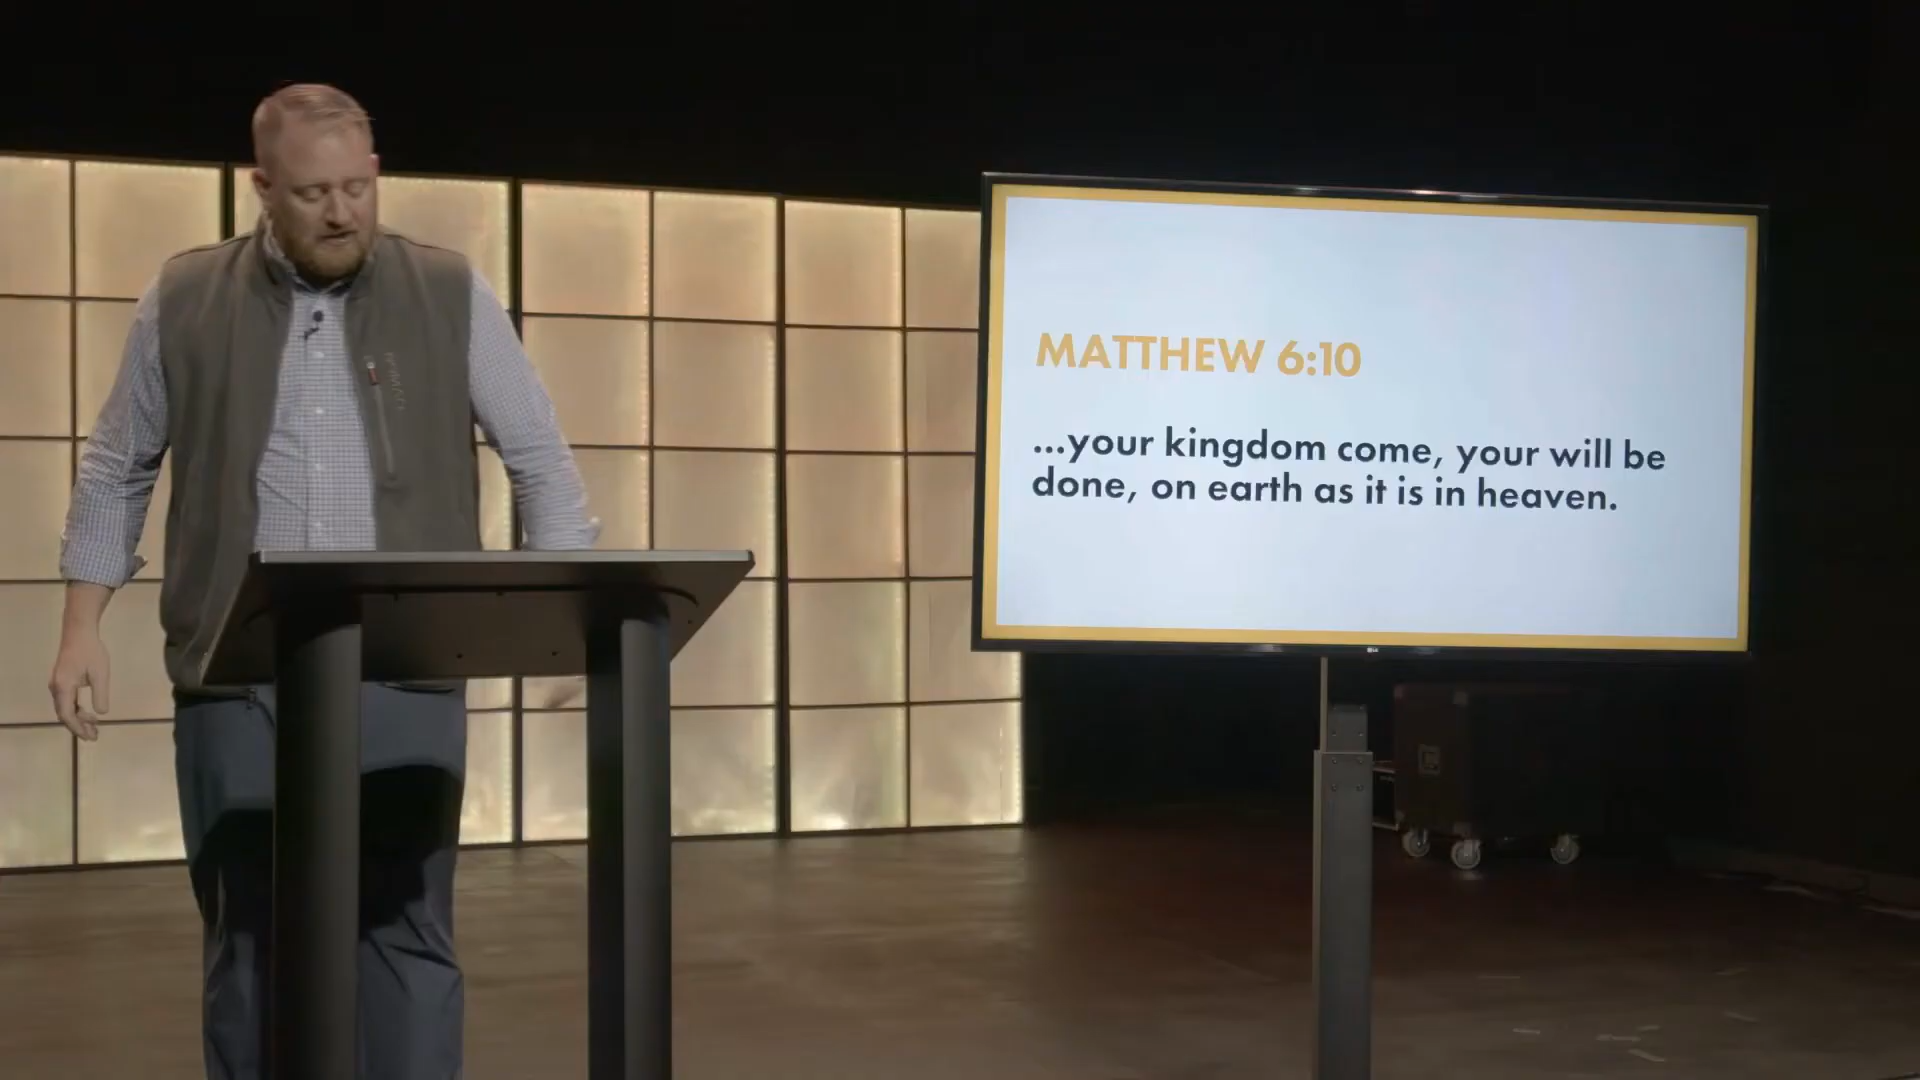 MATTHEW 6:10
...your kingdom come, your will be
done, on earth as it is in heaven.